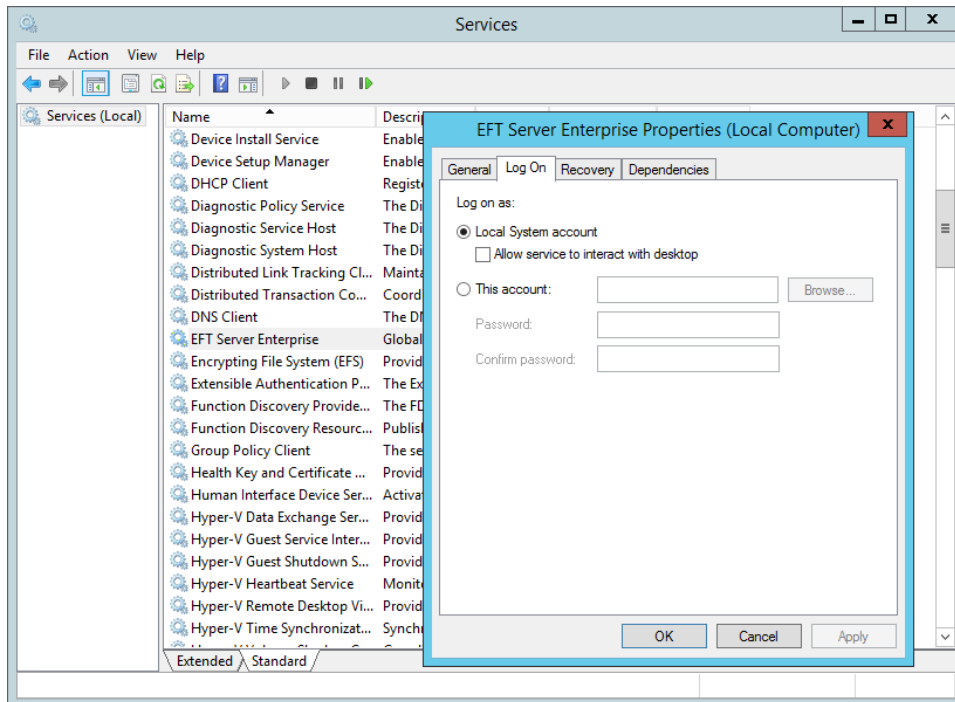 Services
File Action View Help
Services (Local)
Name Descrip
Device Install Service Enable
Device Setup Manager Enable
DHCP Client Registe
Diagnostic Policy Service The Di
Diagnostic Service Host The Di
Diagnostic System Host The Di
Distributed Link Tracking Cl... Mainta
Distributed Transaction Co... Coord
DNS Client The DN
EFT Server Enterprise Global
Encrypting File System (EFS) Provid
Extensible Authentication P... The Ex
Function Discovery Provide... The FD
Function Discovery Resourc... Publish
Group Policy Client The se
Health Key and Certificate ... Provid
Human Interface Device Ser... Activat
Hyper-V Data Exchange Ser... Provid
Hyper-V Guest Service Inter... Provid
Hyper-V Guest Shutdown S... Provid
Hyper-V Heartbeat Service Monito
Hyper-V Remote Desktop Vi... Provid
Hyper-V Time Synchronizat... Synchr
Extended Standard
EFT Server Enterprise Properties (Local Computer)
General Log On Recovery Dependencies
Log on as:
Local System account
Allow service to interact with desktop
This account: Browse...
Password:
Confirm password:
OK Cancel Apply